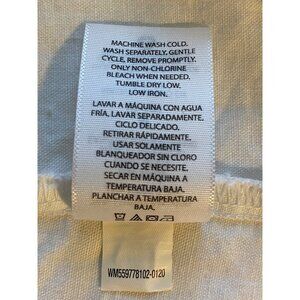 MACHINE WASH COLD.
WASH SEPARATELY, GENTLE
CYCLE, REMOVE PROMPTLY.
ONLY NON-CHLORINE
BLEACH WHEN NEEDED.
TUMBLE DRY LOW.
LOW IRON.
LAVAR A MÁQUINA CON AGUA
FRÍA, LAVAR SEPARADAMENTE.
CICLO DELICADO.
RETIRAR RÁPIDAMENTE.
USAR SOLAMENTE
BLANQUEADOR SIN CLORO
CUANDO SE NECESITE.
SECAR EN MÁQUINA A
TEMPERATURA BAJA.
PLANCHAR A TEMPERATURA
BAJA.
WM559778102-0120